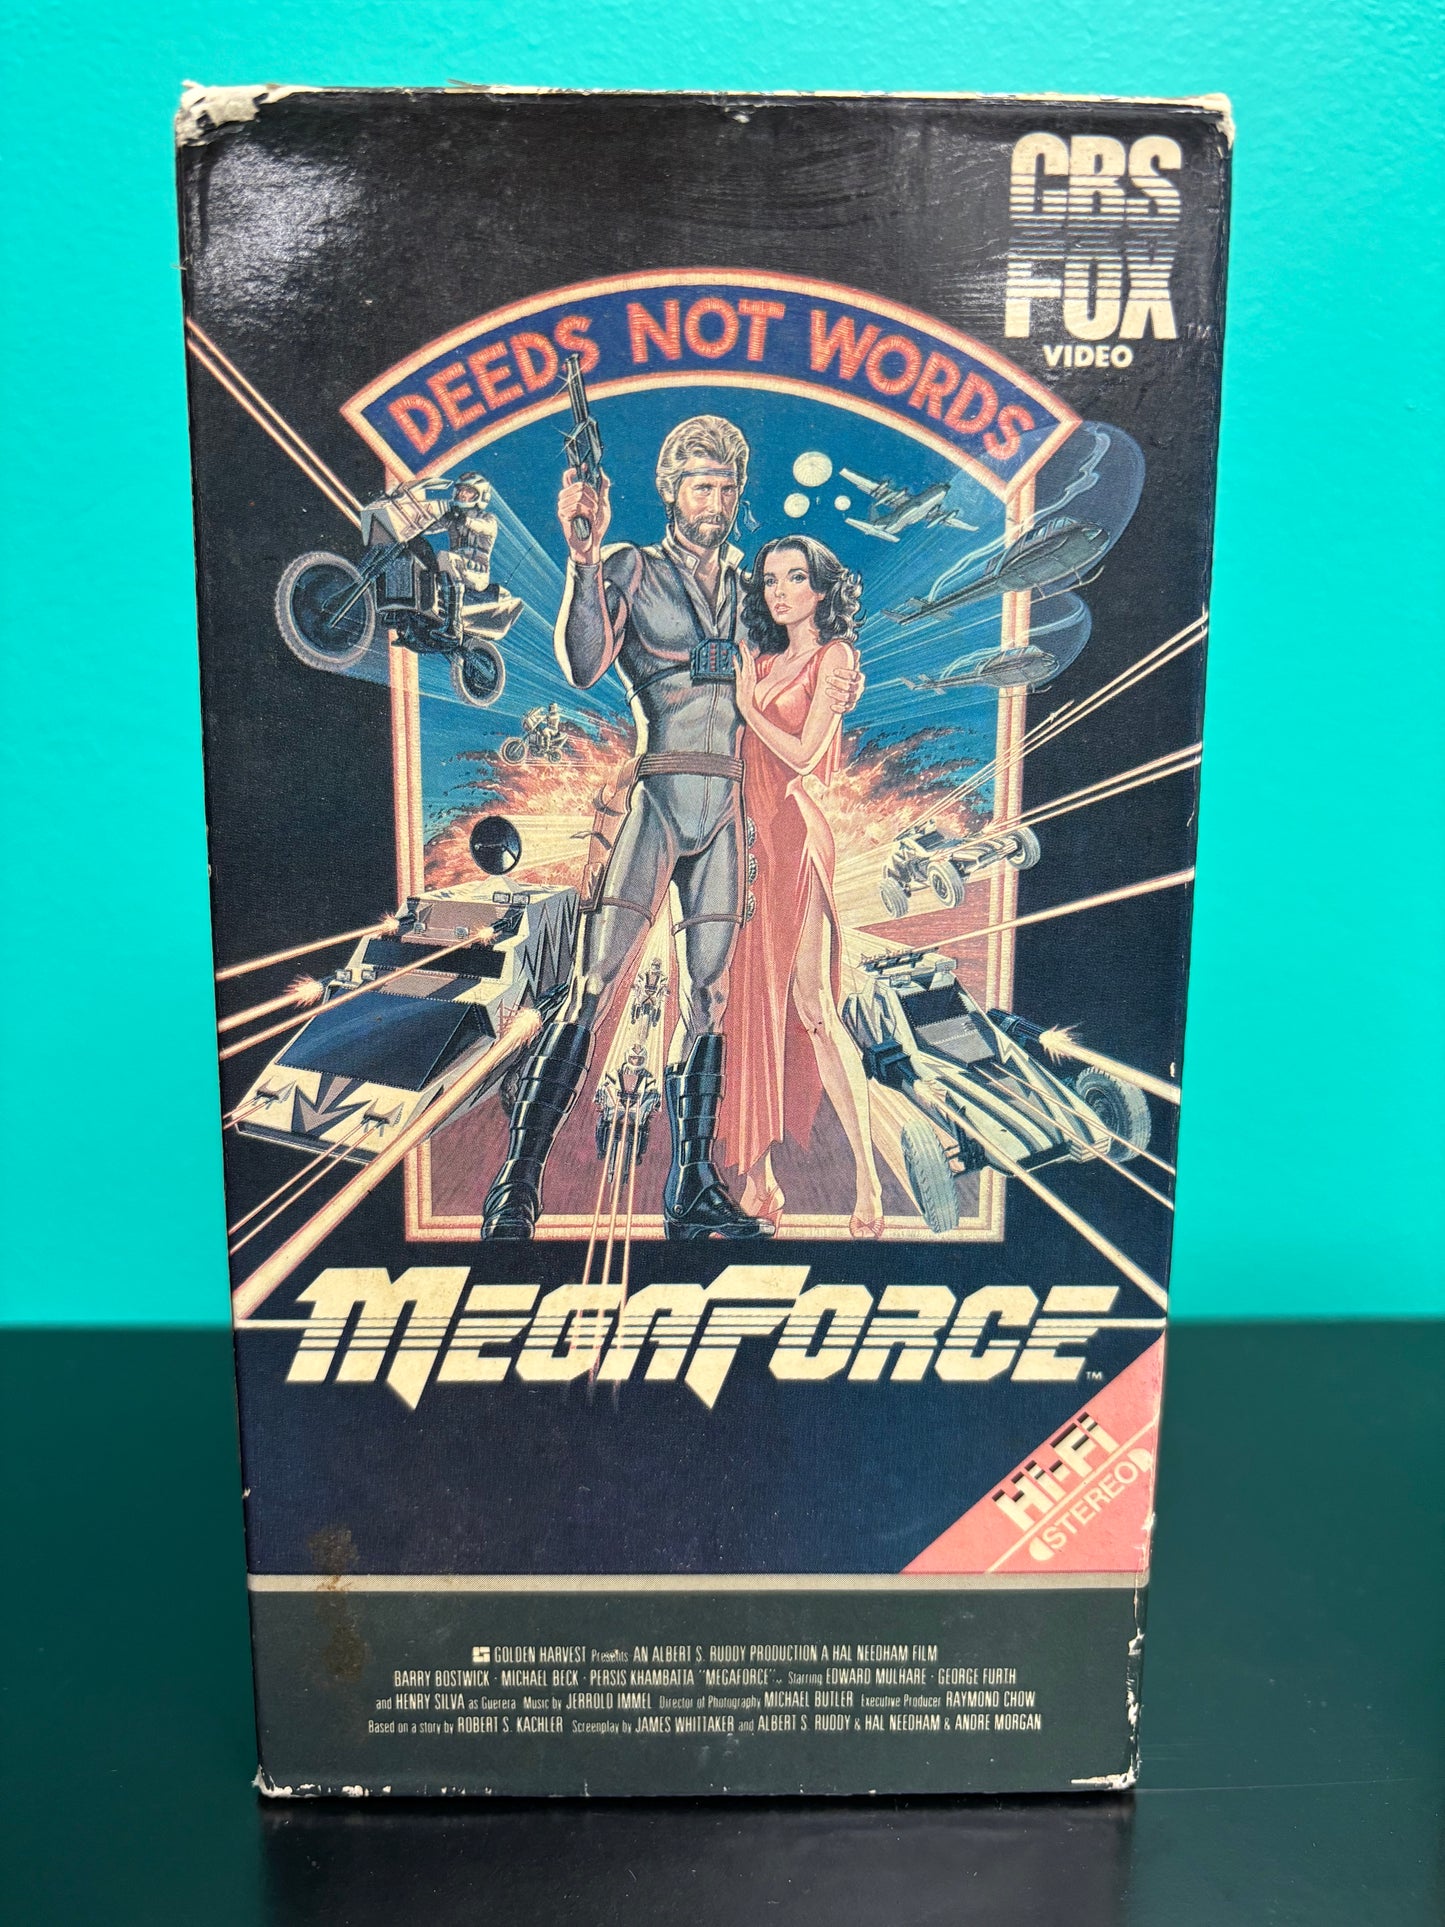 CBS
FOX
™
VIDEO
DEEDS NOT WORDS
MEGAFORCE
™
Hi-Fi
STEREO
GOLDEN HARVEST Presents AN ALBERT S. RUDDY PRODUCTION A HAL NEEDHAM FILM
BARRY BOSTWICK · MICHAEL BECK · PERSIS KHAMBATTA "MEGAFORCE".. Starring EDWARD MULHARE · GEORGE FURTH
and HENRY SILVA as Guerera Music by JERROLD IMMEL Director of Photography MICHAEL BUTLER Executive Producer RAYMOND CHOW
Based on a story by ROBERT S. KACHLER Screenplay by JAMES WHITTAKER and ALBERT S. RUDDY & HAL NEEDHAM & ANDRE MORGAN